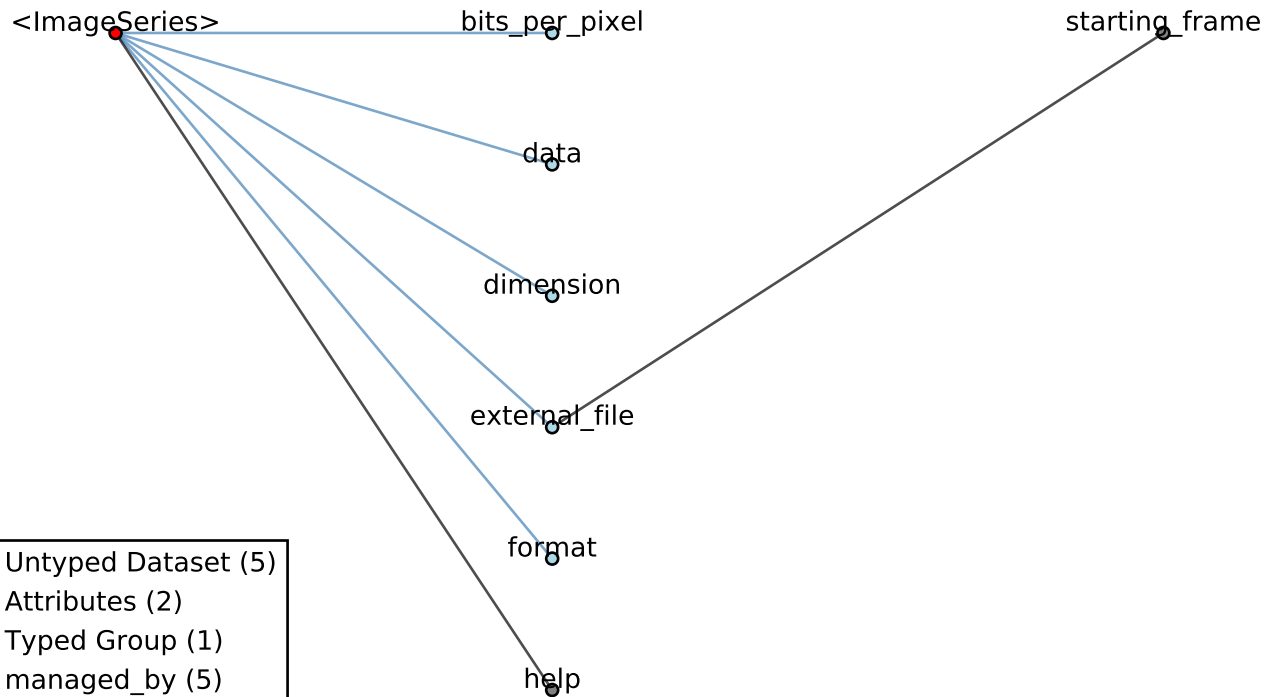 <ImageSeries>
bits_per_pixel
starting_frame
data
dimension
external_file
format
help
Untyped Dataset (5)
Attributes (2)
Typed Group (1)
managed_by (5)